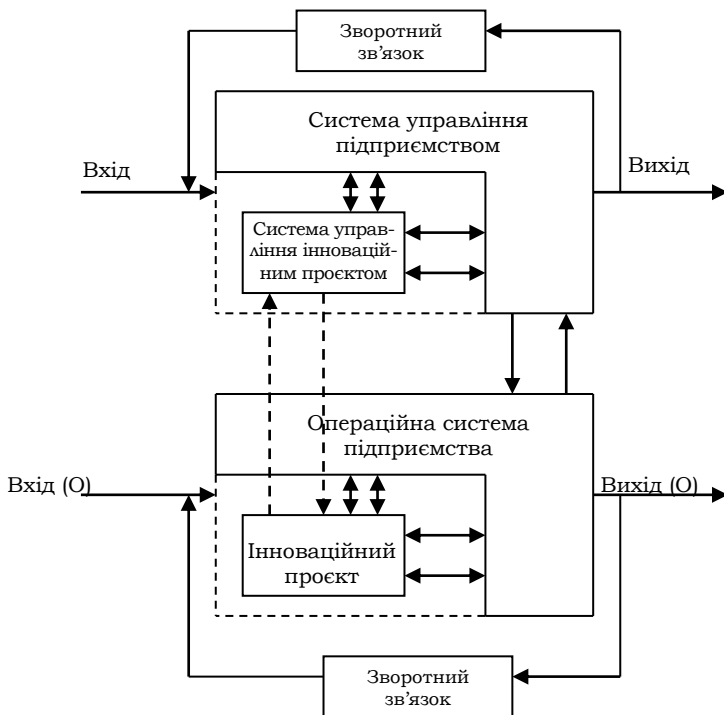 Зворотний
зв’язок
Система управління
підприємством
Вхід
Вихід
Система управ-
ління інновацій-
ним проєктом
Операційна система
підприємства
Вхід (О)
Вихід (О)
Інноваційний
проєкт
Зворотний
зв’язок